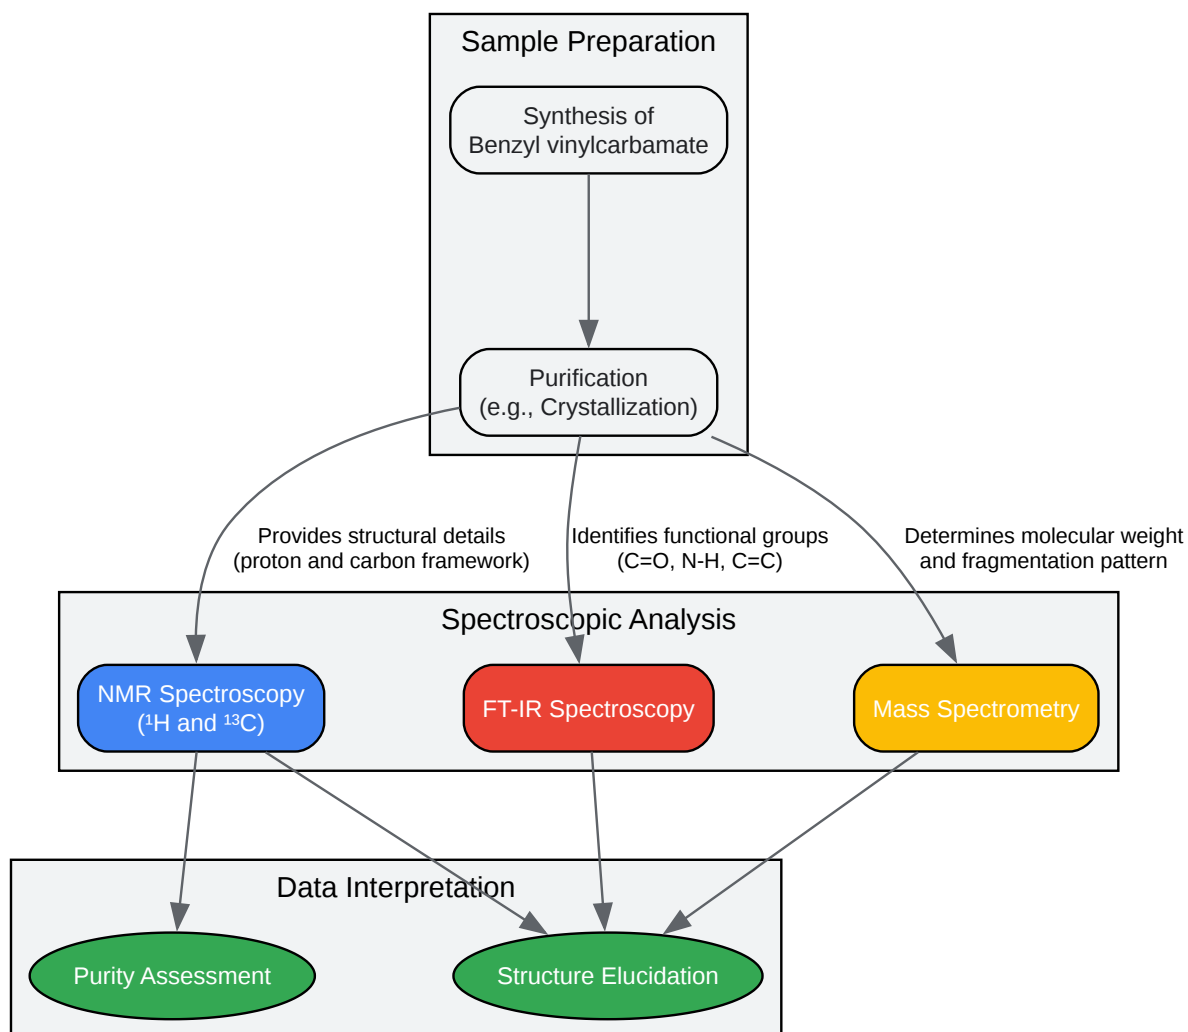 Sample Preparation
Synthesis of
Benzyl vinylcarbamate
Purification
(e.g., Crystallization)
Provides structural details
(proton and carbon framework)
Identifies functional groups
(C=O, N-H, C=C)
Determines molecular weight
and fragmentation pattern
Spectroscopic Analysis
NMR Spectroscopy
(¹H and ¹³C)
FT-IR Spectroscopy
Mass Spectrometry
Data Interpretation
Purity Assessment
Structure Elucidation